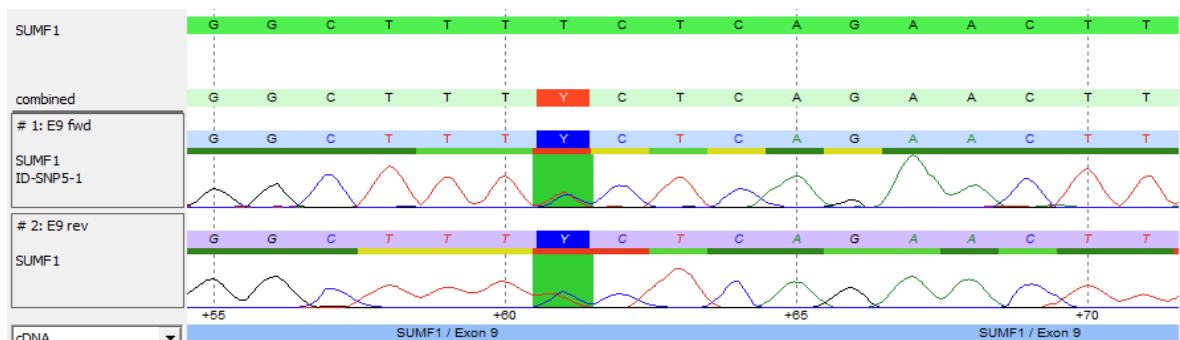 SUMF1 G G C T T T T C T C A G A A C T T
combined G G C T T T Y C T C A G A A C T T
# 1: E9 fwd G G C T T T Y C T C A G A A C T T
SUMF1
ID-SNP5-1
# 2: E9 rev G G C T T T Y C T C A G A A C T T
SUMF1
+55 +60 +65 +70
cDNA SUMF1 / Exon 9 SUMF1 / Exon 9